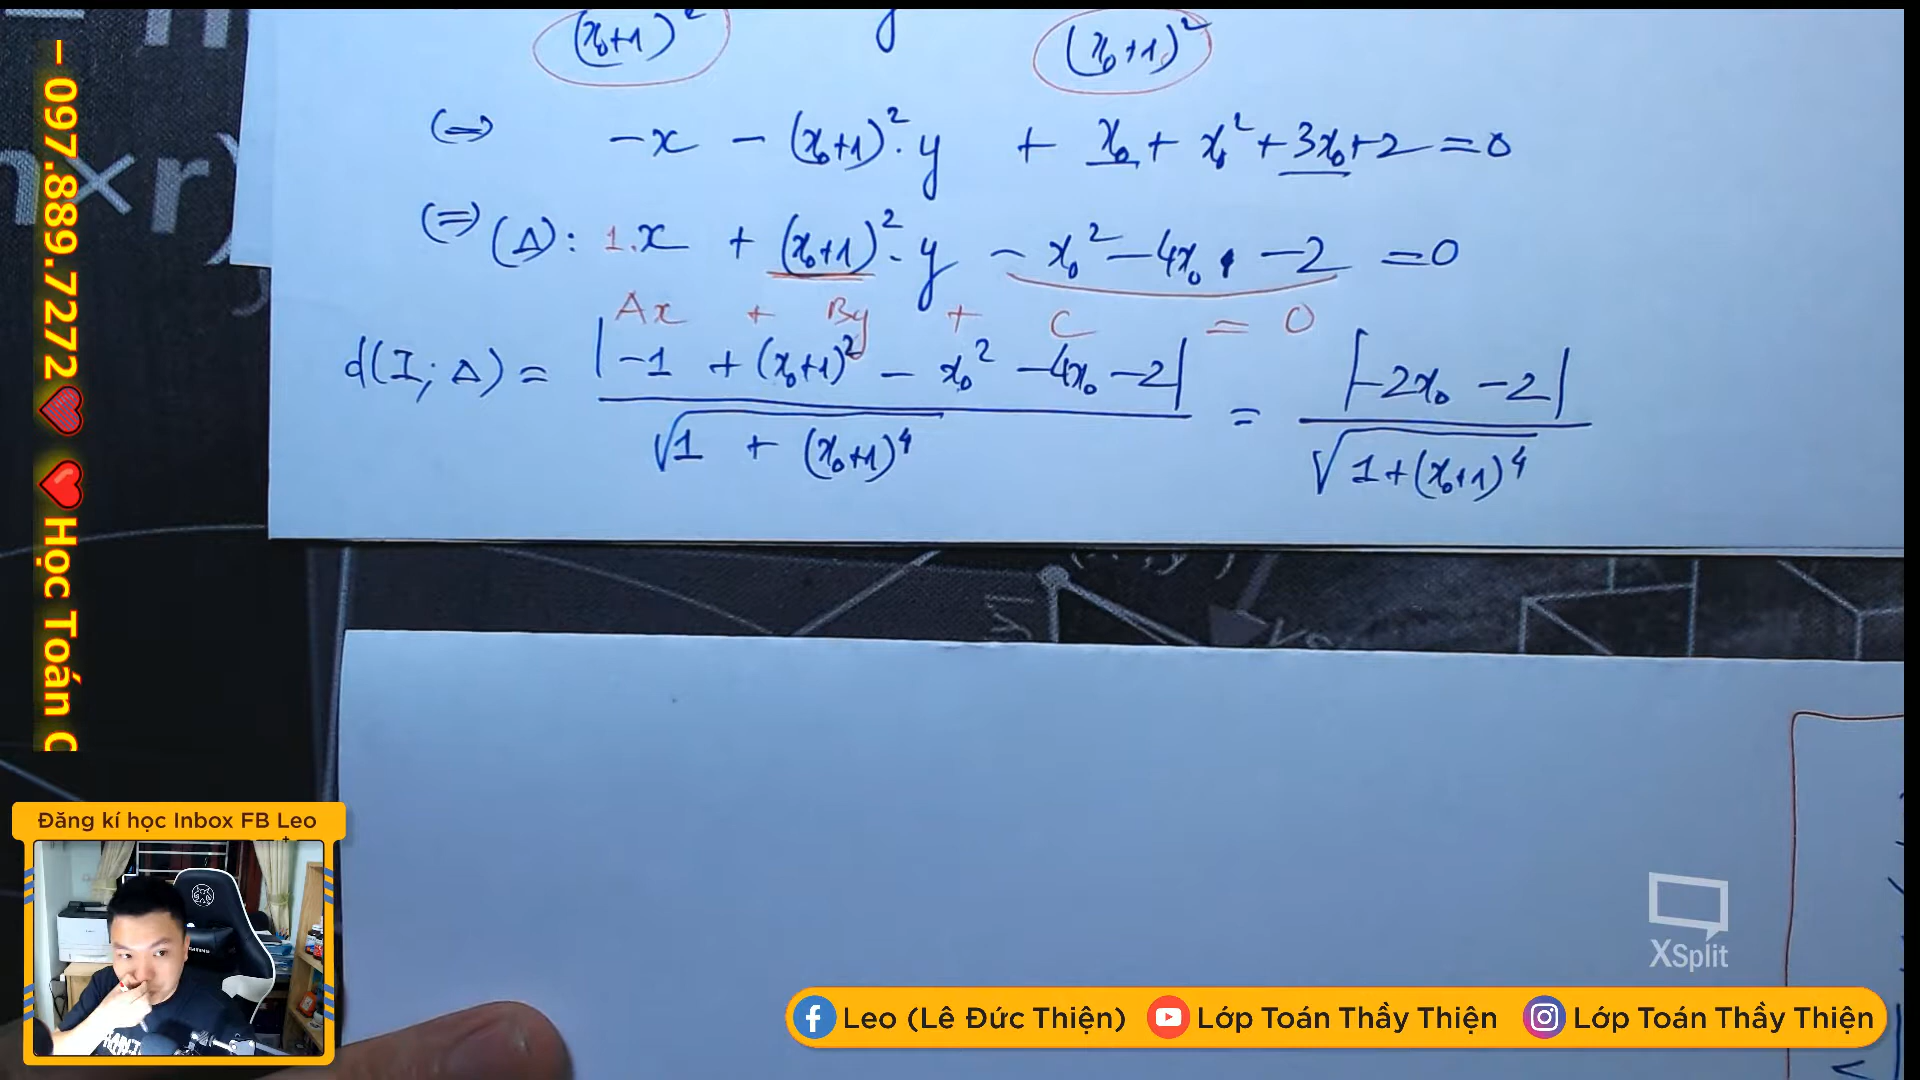 (x₀+1)² y (x₀+1)²
⇔ -x - (x₀+1)².y + x₀ + x₀² + 3x₀ + 2 = 0
⇔ (Δ): 1.x + (x₀+1)².y - x₀² - 4x₀ - 2 = 0
Ax + By + C = 0
d(I; Δ) = |-1 + (x₀+1)² - x₀² - 4x₀ - 2| / √(1 + (x₀+1)⁴) = |-2x₀ - 2| / √(1+(x₀+1)⁴)
- 097.889.7272❤️ ❤️Học Toán
Đăng kí học Inbox FB Leo
XSplit
Leo (Lê Đức Thiện) Lớp Toán Thầy Thiện Lớp Toán Thầy Thiện